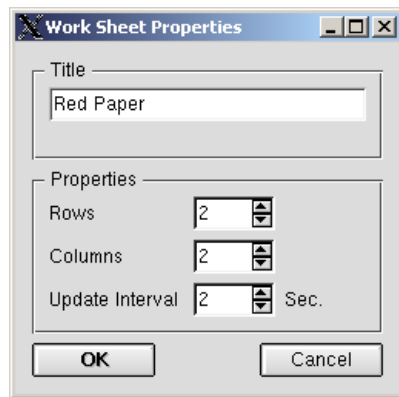 Work Sheet Properties
Title
Red Paper
Properties
Rows 2
Columns 2
Update Interval 2 Sec.
OK Cancel